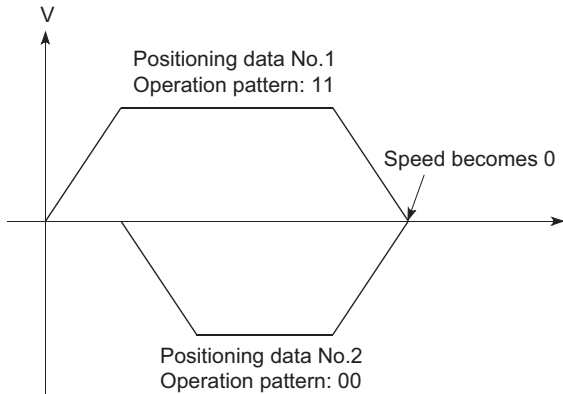 V
Positioning data No.1
Operation pattern: 11
Speed becomes 0
Positioning data No.2
Operation pattern: 00